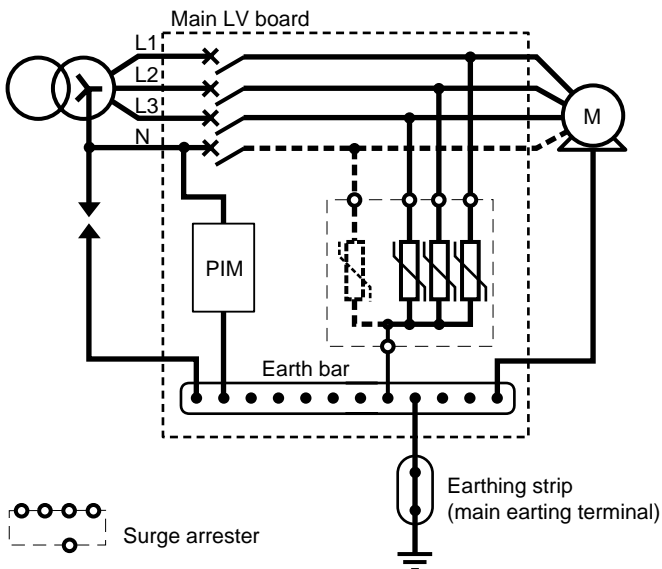 Main LV board
L1
L2
L3
N
M
PIM
Earth bar
Earthing strip
(main earting terminal)
Surge arrester